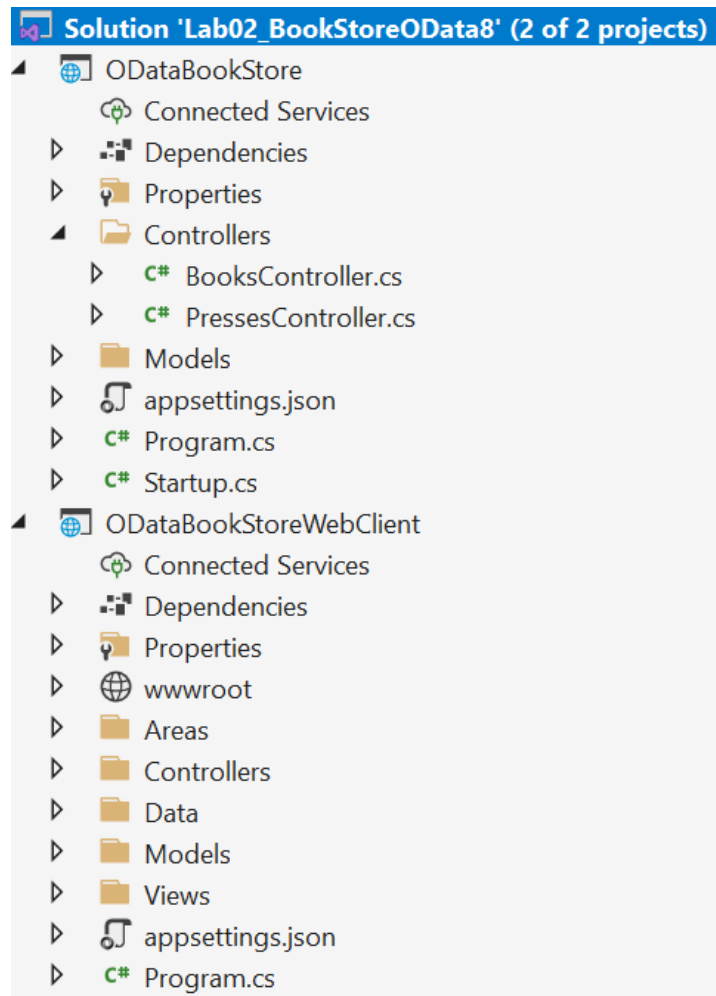 Solution 'Lab02_BookStoreOData8' (2 of 2 projects)
ODataBookStore
Connected Services
Dependencies
Properties
Controllers
C# BooksController.cs
C# PressesController.cs
Models
appsettings.json
C# Program.cs
C# Startup.cs
ODataBookStoreWebClient
Connected Services
Dependencies
Properties
wwwroot
Areas
Controllers
Data
Models
Views
appsettings.json
C# Program.cs